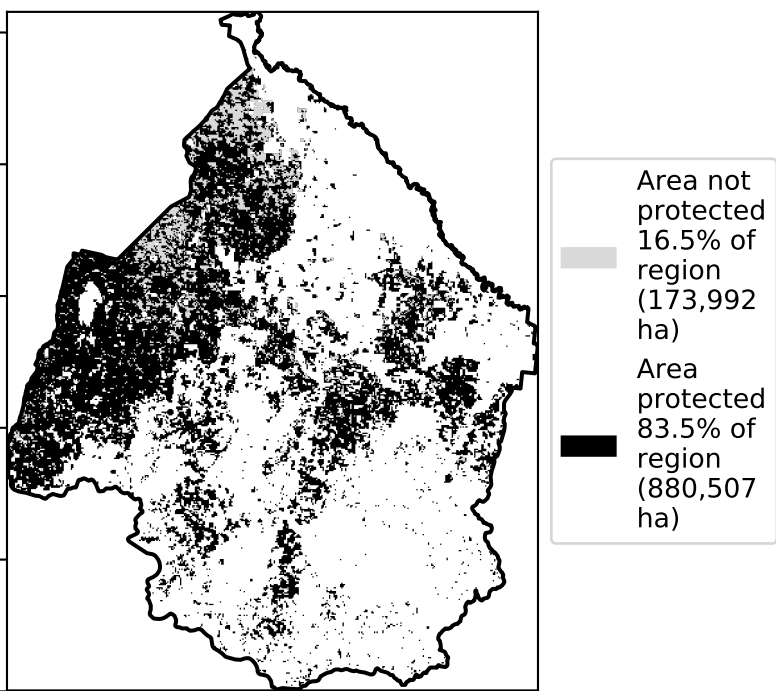 Area not
protected
16.5% of
region
(173,992
ha)
Area
protected
83.5% of
region
(880,507
ha)